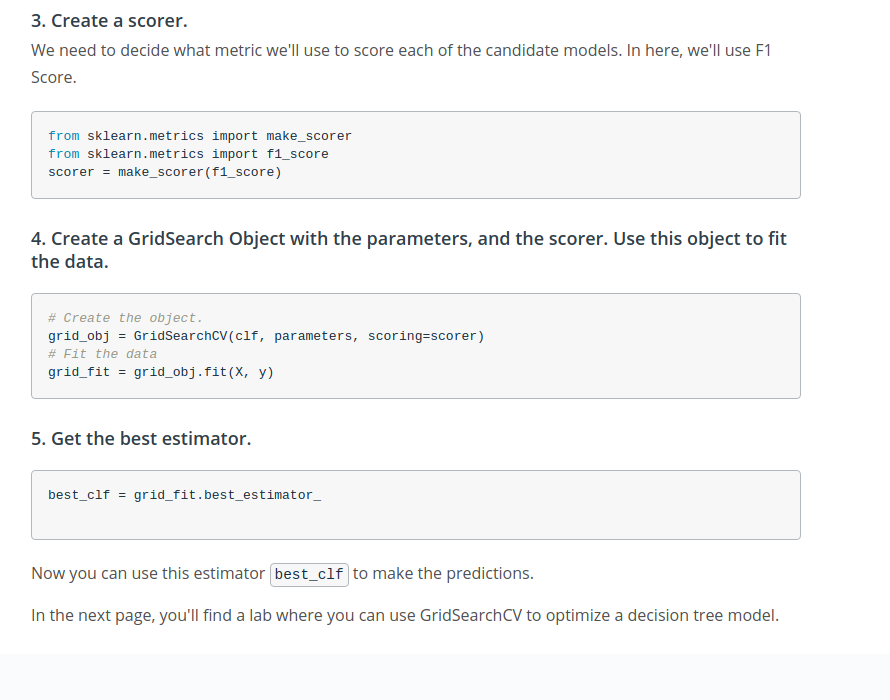 3. Create a scorer.
We need to decide what metric we'll use to score each of the candidate models. In here, we'll use F1
Score.
from sklearn.metrics import make_scorer
from sklearn.metrics import f1_score
scorer = make_scorer(f1_score)
4. Create a GridSearch Object with the parameters, and the scorer. Use this object to fit
the data.
# Create the object.
grid_obj = GridSearchCV(clf, parameters, scoring=scorer)
# Fit the data
grid_fit = grid_obj.fit(X, y)
5. Get the best estimator.
best_clf = grid_fit.best_estimator_
Now you can use this estimator best_clf to make the predictions.
In the next page, you'll find a lab where you can use GridSearchCV to optimize a decision tree model.